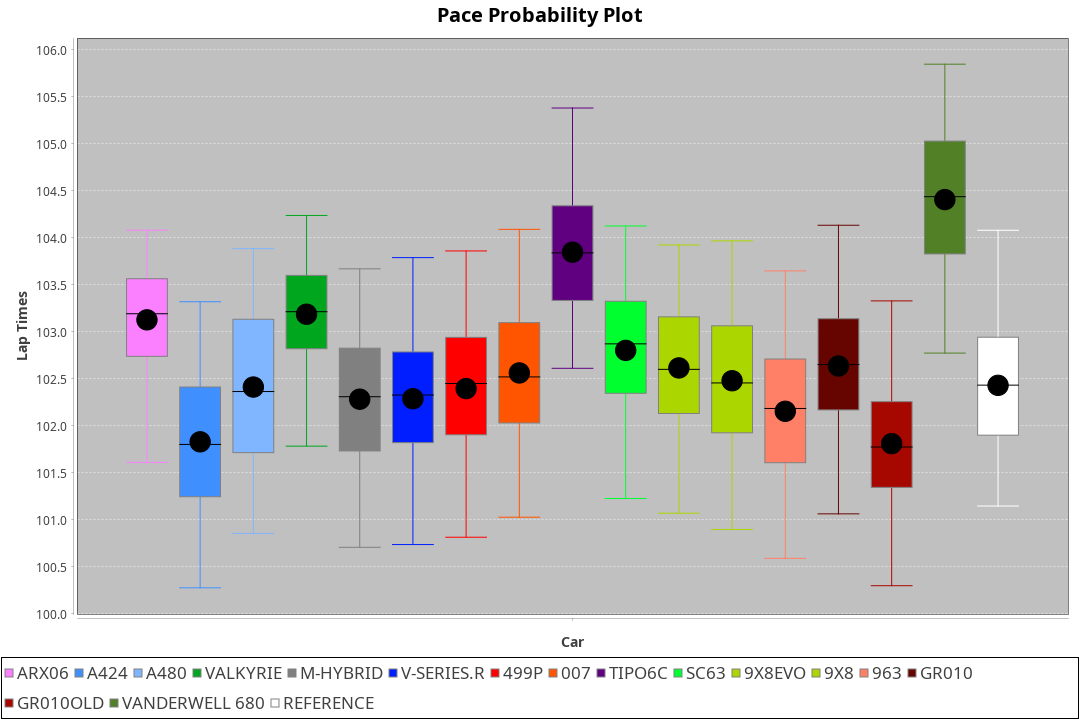 Pace Probability Plot
106.0
105.5
105.0
104.5
104.0
103.5
103.0
102.5
102.0
101.5
101.0
100.5
100.0
Lap Times
Car
ARX06 A424 A480 VALKYRIE M-HYBRID V-SERIES.R 499P 007 TIPO6C SC63 9X8EVO 9X8 963 GR010
GR010OLD VANDERWELL 680 REFERENCE